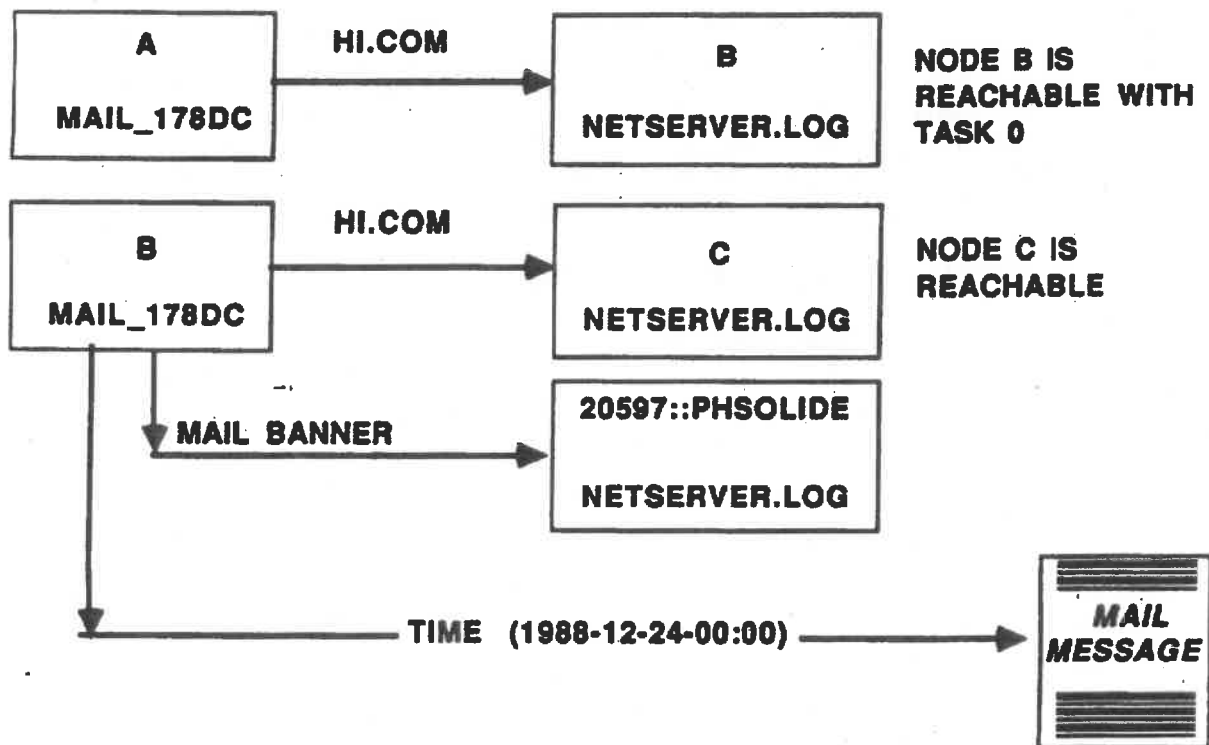 A
MAIL_178DC
HI.COM
B
NETSERVER.LOG
NODE B IS
REACHABLE WITH
TASK 0
B
MAIL_178DC
HI.COM
C
NETSERVER.LOG
NODE C IS
REACHABLE
MAIL BANNER
20597::PHSOLIDE
NETSERVER.LOG
TIME (1988-12-24-00:00)
MAIL
MESSAGE